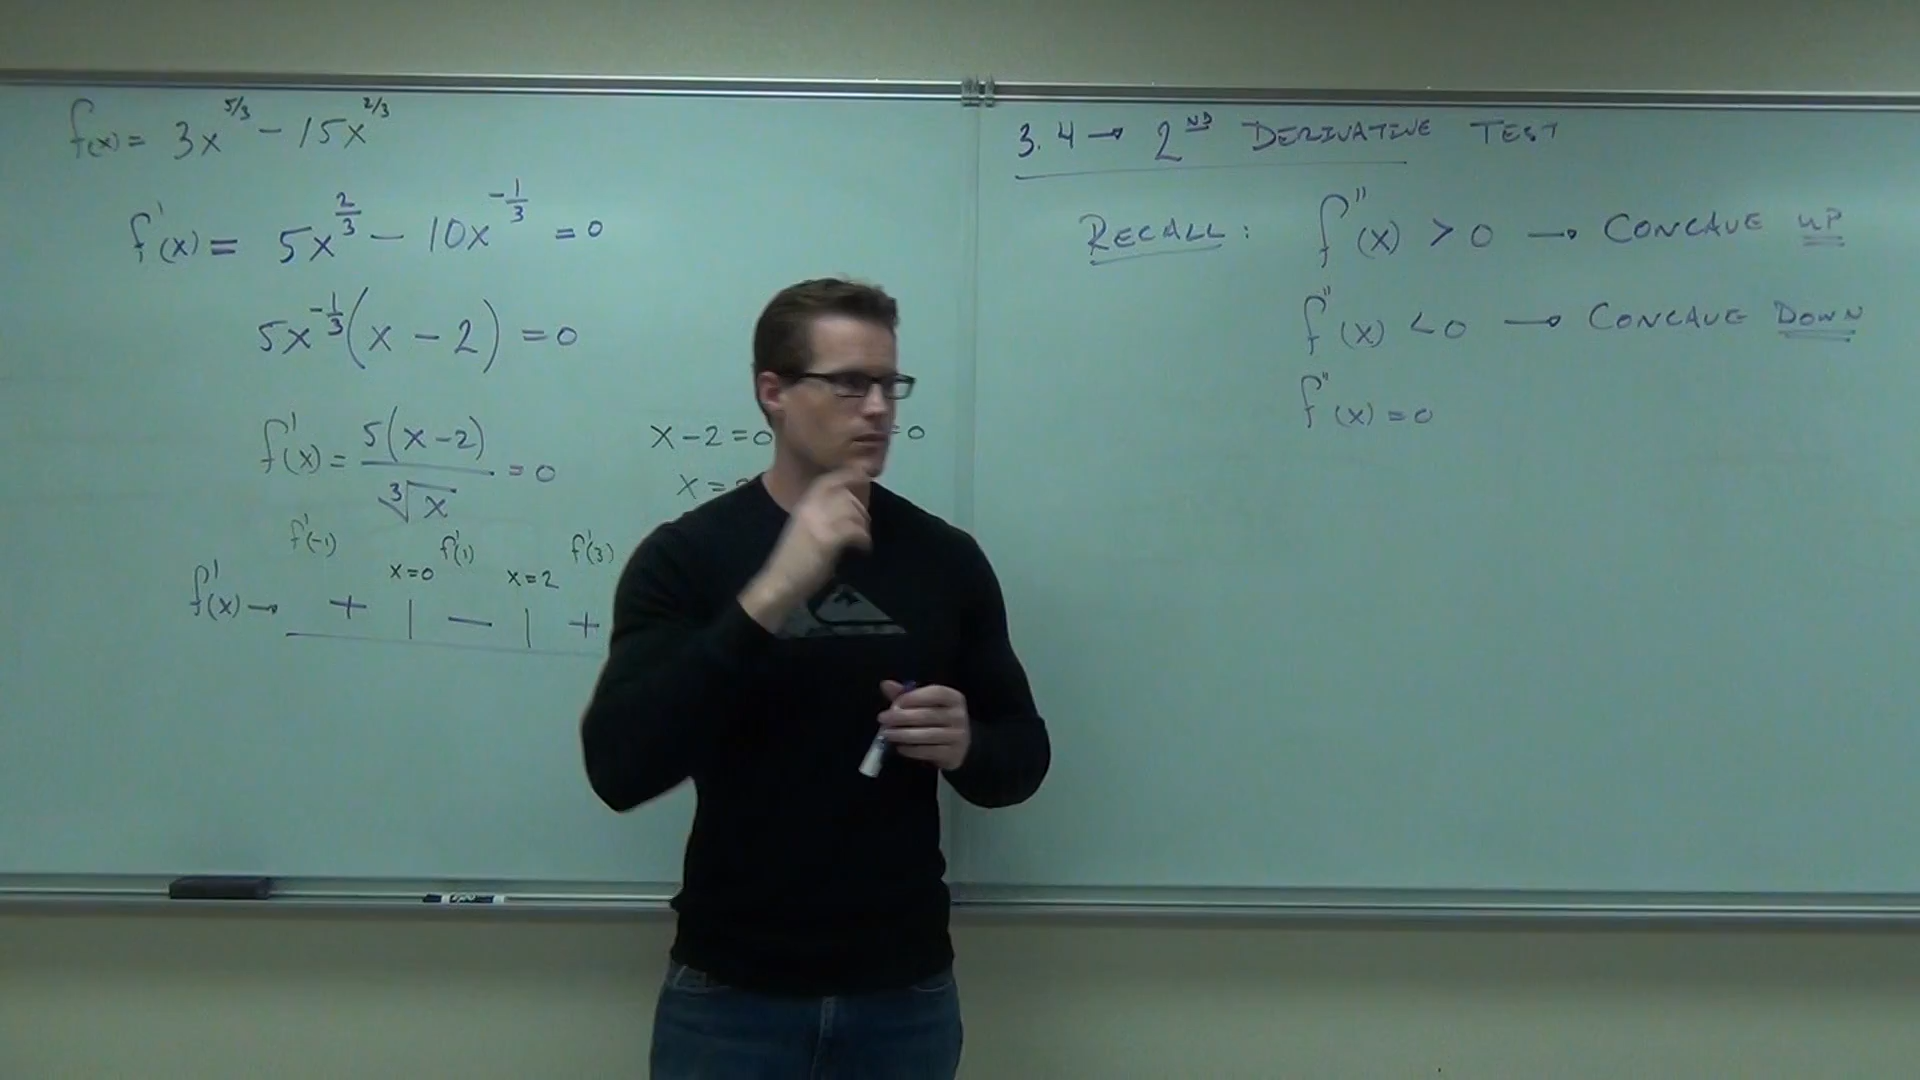 f(x) = 3x^5/3 - 15x^2/3
f'(x) = 5x^2/3 - 10x^-1/3 = 0
5x^-1/3(x - 2) = 0
f'(x) = 5(x-2) / ∛x = 0
x-2=0
=0
x=
f'(-1) f'(1) f'(3)
x=0 x=2
f'(x) → + | - | +
3.4 → 2ND DERIVATIVE TEST
RECALL: f''(x) > 0 → CONCAVE UP
f''(x) < 0 → CONCAVE DOWN
f''(x) = 0